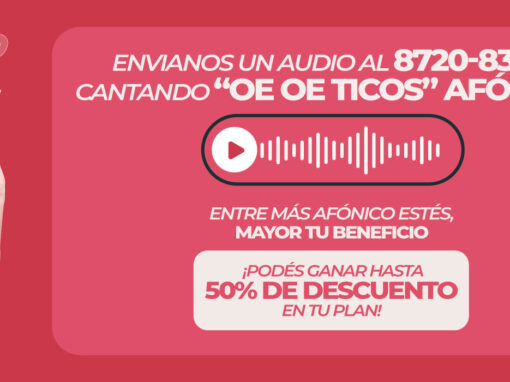 ENVIANOS UN AUDIO AL 8720-83
CANTANDO “OE OE TICOS”
ENTRE MÁS AFÓNICO ESTÉS,
MAYOR TU BENEFICIO
¡PODÉS GANAR HASTA
50% DE DESCUENTO
EN TU PLAN!